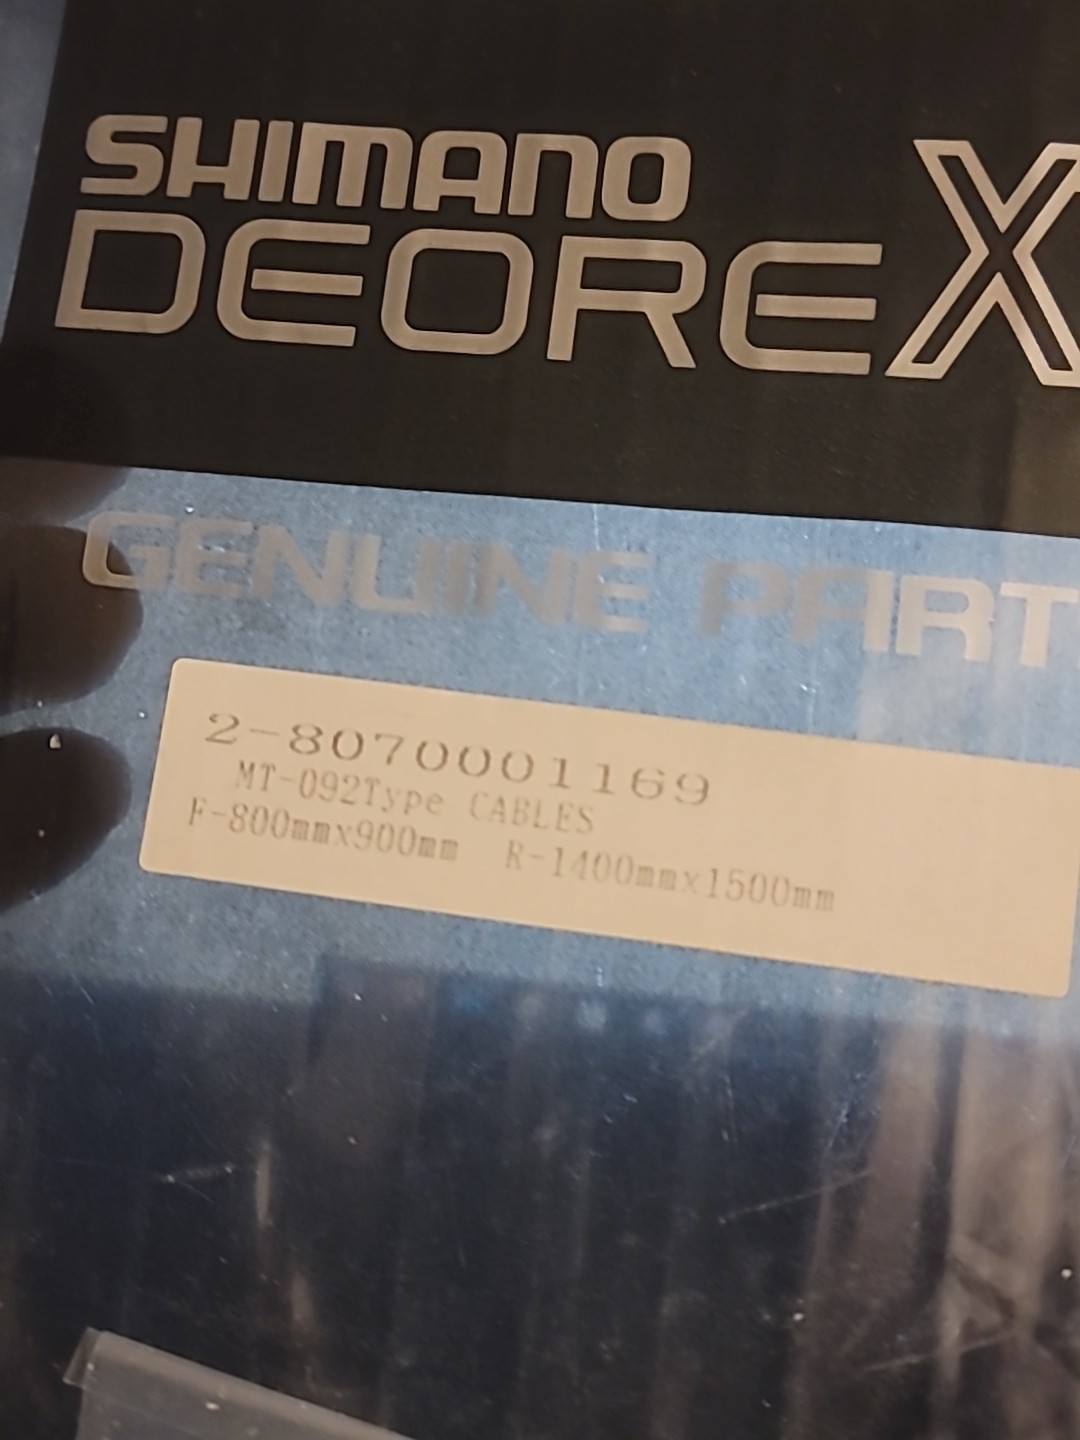 SHIMANO
DEORE X
GENUINE PART
2-8070001169
MT-092Type CABLES
F-800mmx900mm R-1400mmx1500mm